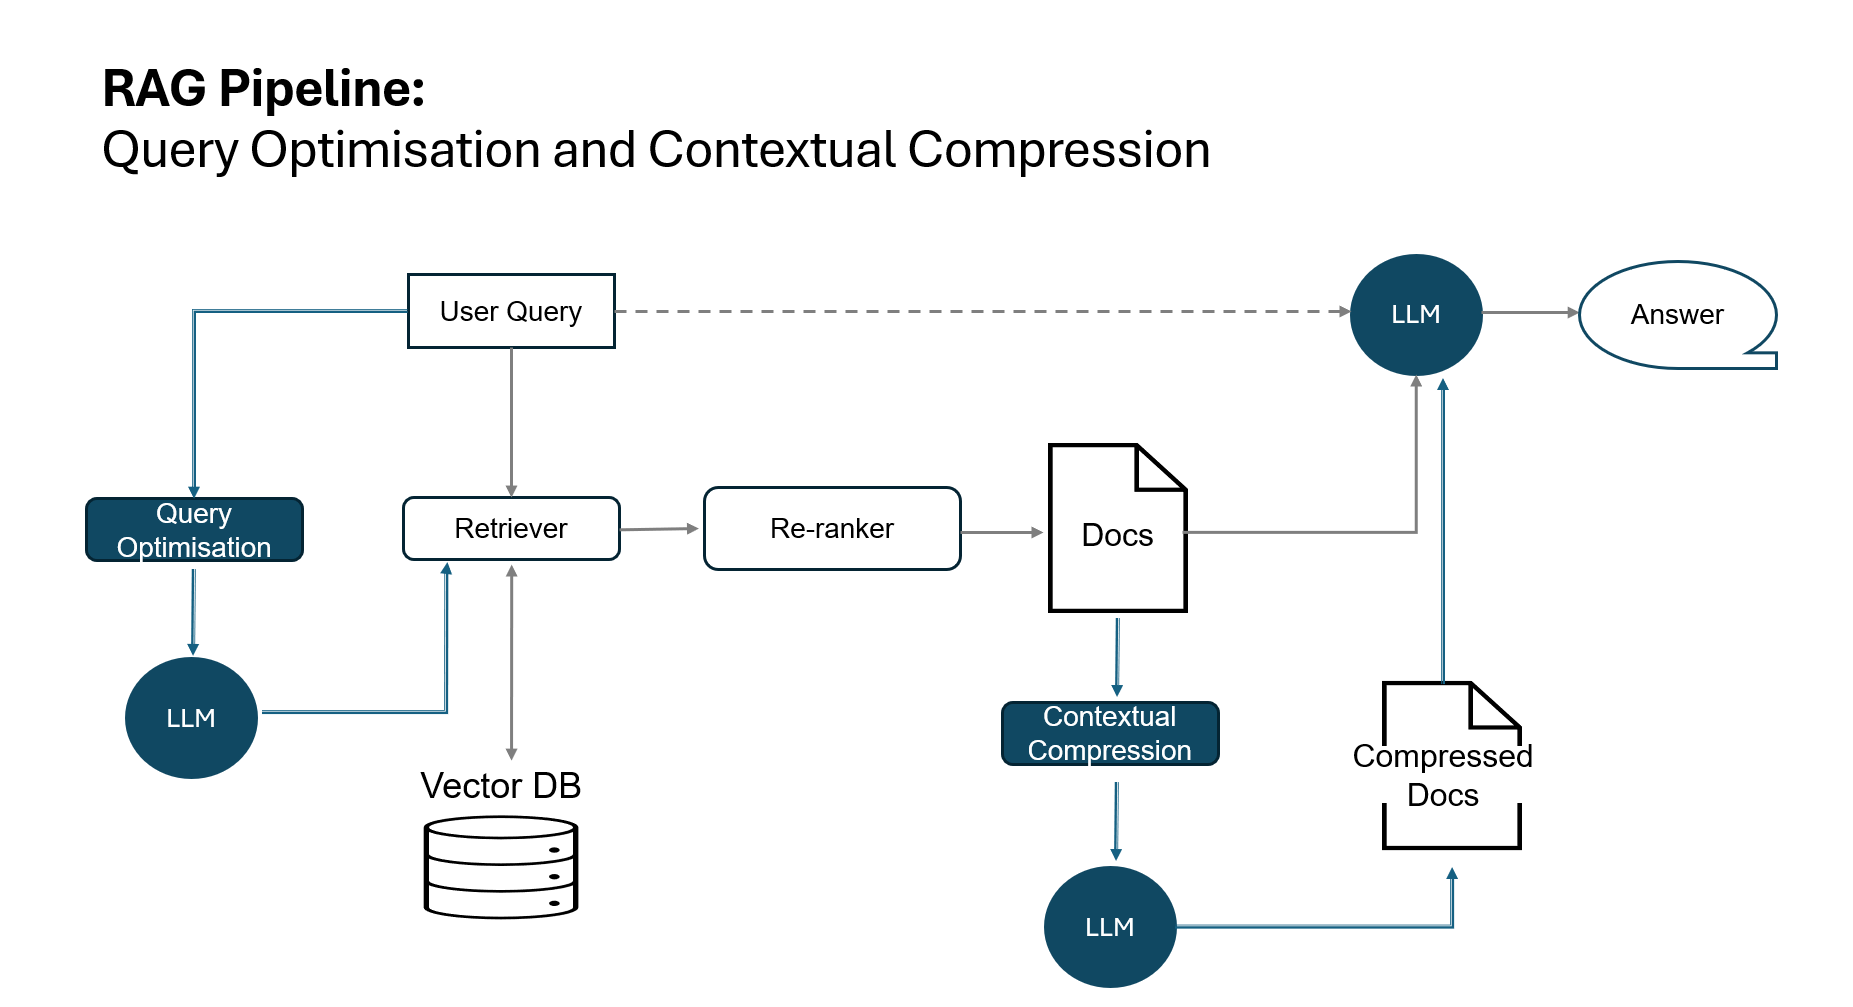 RAG Pipeline:
Query Optimisation and Contextual Compression
User Query
LLM
Answer
Query
Optimisation
Retriever
Re-ranker
Docs
LLM
Vector DB
Contextual
Compression
Compressed
Docs
LLM